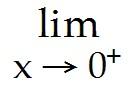 lim
x → 0⁺